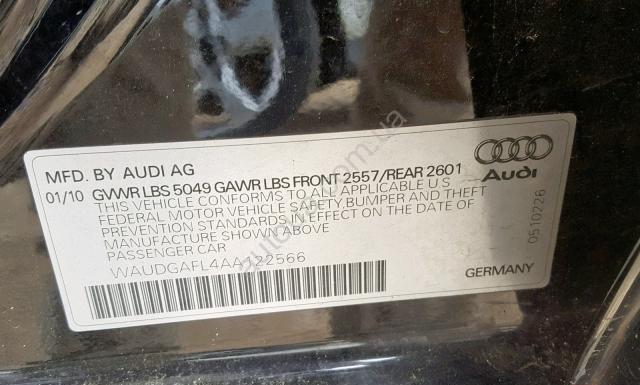 MFD. BY AUDI AG
01/10 GVWR LBS 5049 GAWR LBS FRONT 2557/REAR 2601
THIS VEHICLE CONFORMS TO ALL APPLICABLE U.S.
FEDERAL MOTOR VEHICLE SAFETY,BUMPER AND THEFT
PREVENTION STANDARDS IN EFFECT ON THE DATE OF
MANUFACTURE SHOWN ABOVE
PASSENGER CAR
WAUDGAFL4AA122566
Audi
0510226
GERMANY